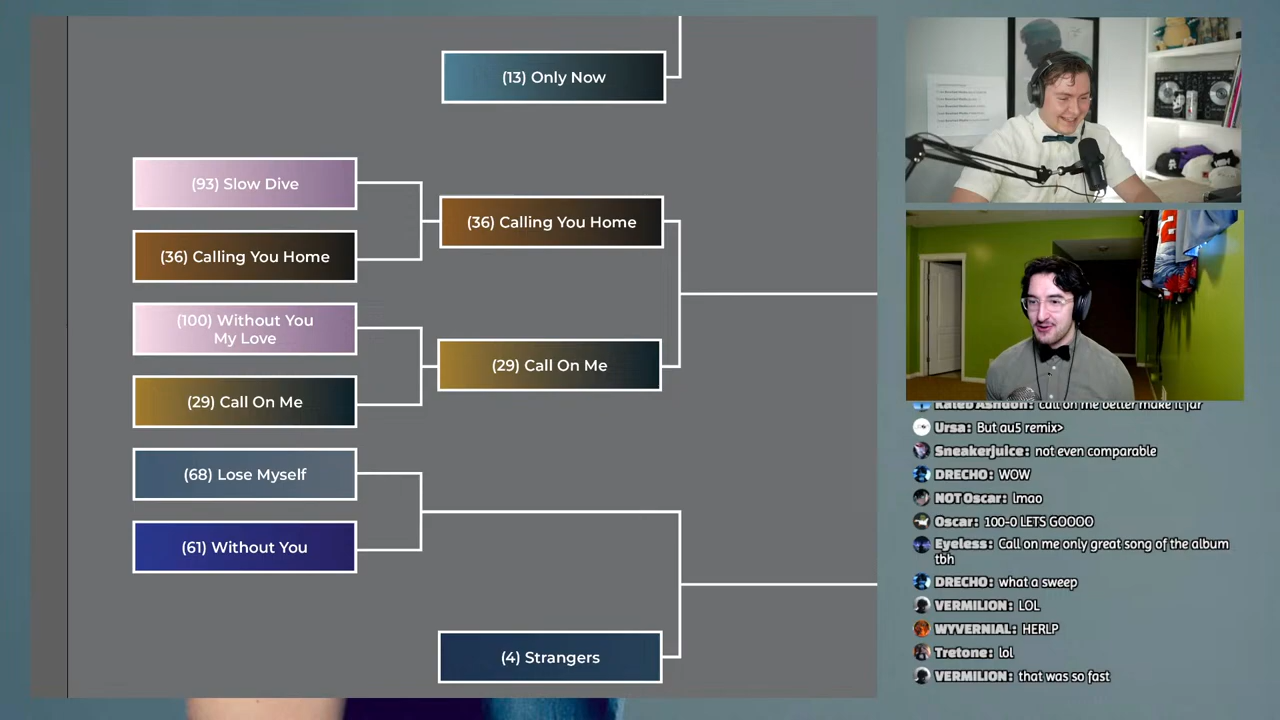 (13) Only Now
(93) Slow Dive
(36) Calling You Home
(36) Calling You Home
(100) Without You
My Love
(29) Call On Me
(29) Call On Me
(68) Lose Myself
(61) Without You
(4) Strangers
Kaleb Ashdon: call on me better make it far
Ursa: But au5 remix>
Sneakerjuice: not even comparable
DRECHO: WOW
NOT Oscar: lmao
Oscar: 100-0 LETS GOOOO
Eyeless: Call on me only great song of the album
tbh
DRECHO: what a sweep
VERMILION: LOL
WYVERNIAL: HERLP
Tretone: lol
VERMILION: that was so fast